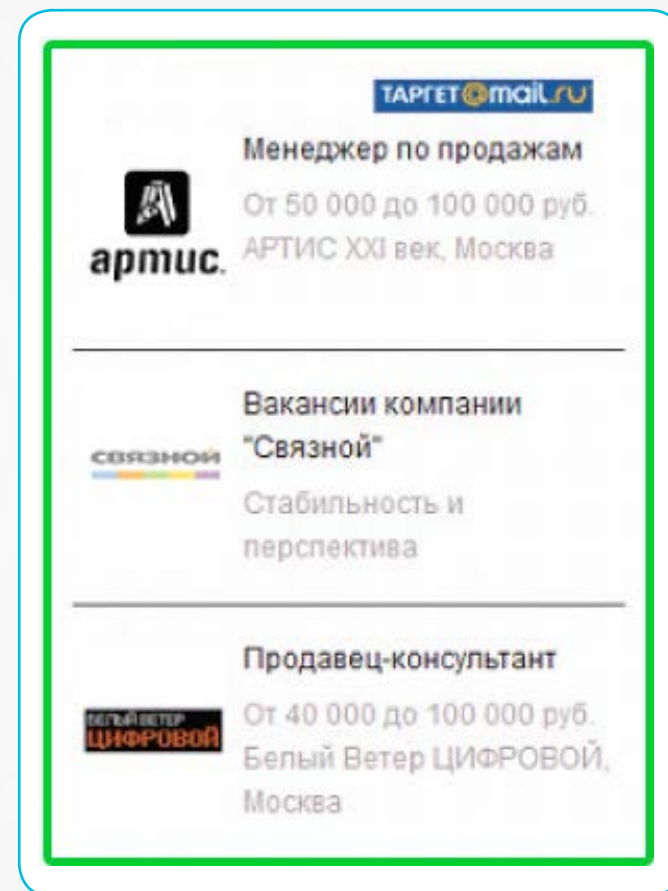 ТАРГЕТ@mail.ru
Менеджер по продажам
От 50 000 до 100 000 руб.
АРТИС XXI век, Москва
артис.
Вакансии компании
"Связной"
Стабильность и
перспектива
СВЯЗНОЙ
Продавец-консультант
От 40 000 до 100 000 руб.
Белый Ветер ЦИФРОВОЙ,
Москва
БЕЛЫЙ ВЕТЕР
ЦИФРОВОЙ